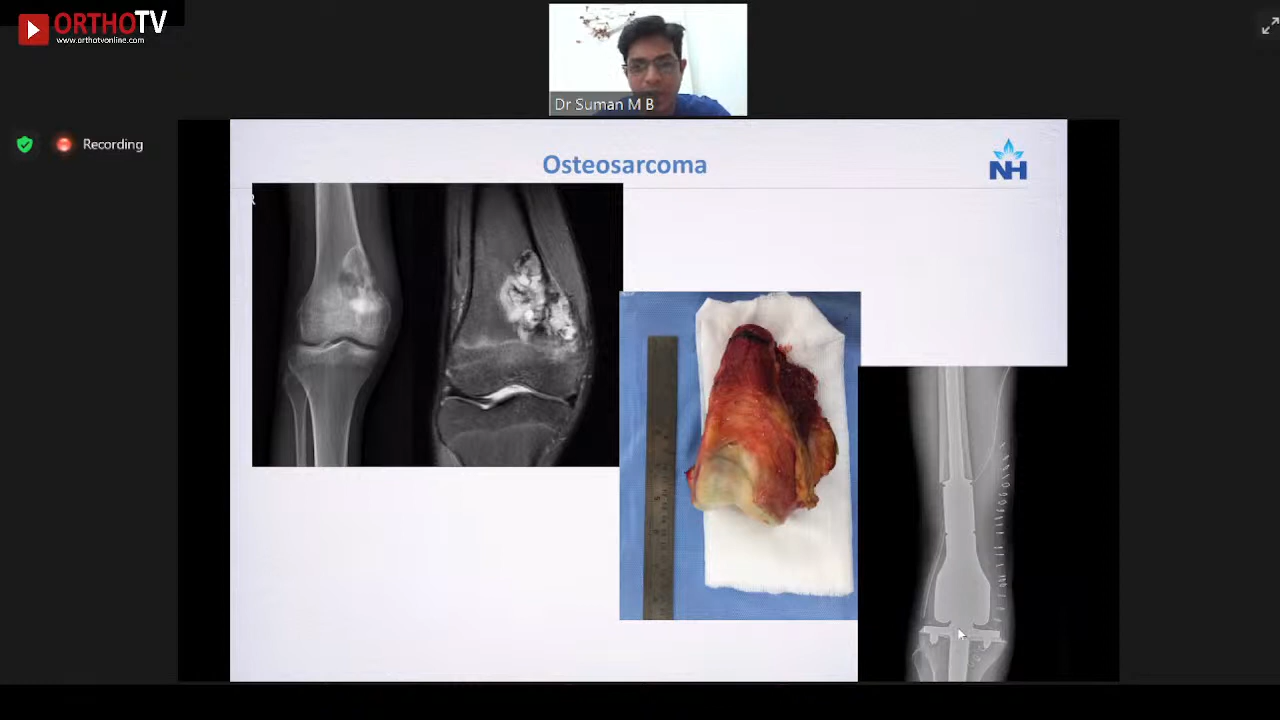 ORTHOTV
www.orthotvonline.com
Dr Suman M B
Recording
Osteosarcoma
NH
R